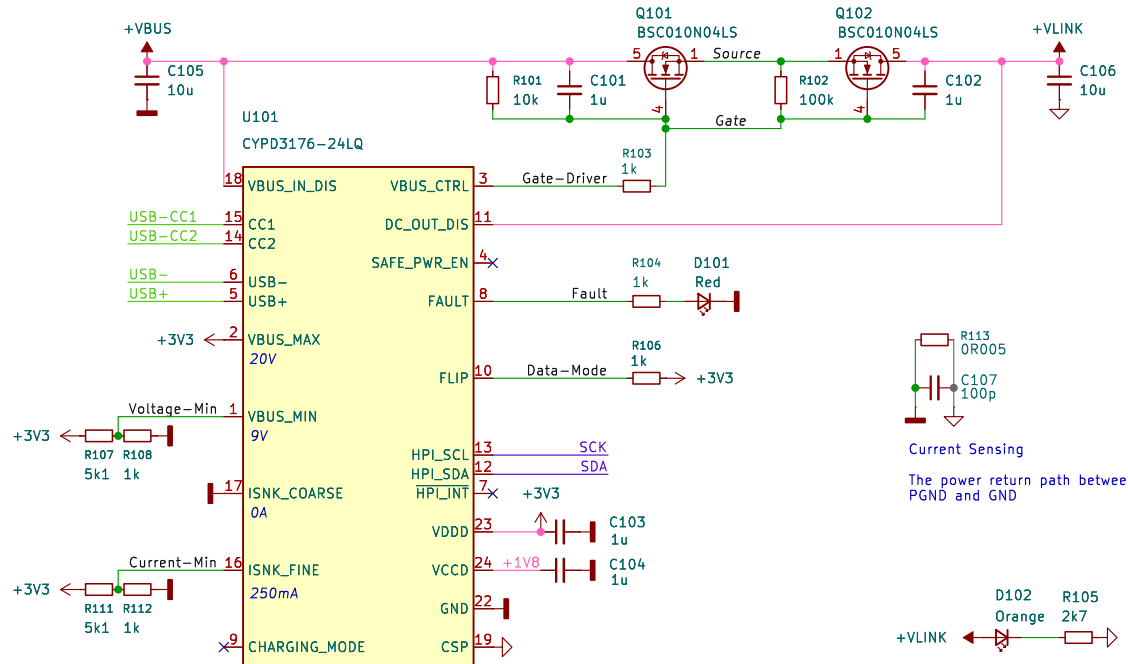 Q101
BSC010N04LS
Q102
BSC010N04LS
+VBUS
+VLINK
5
1
Source
1
5
C105
10u
R101
10k
C101
1u
4
R102
100k
4
C102
1u
C106
10u
Gate
U101
CYPD3176-24LQ
R103
1k
18
VBUS_IN_DIS
VBUS_CTRL
3
Gate-Driver
USB-CC1
15
CC1
DC_OUT_DIS
11
USB-CC2
14
CC2
SAFE_PWR_EN
4
USB-
6
USB-
USB+
5
USB+
FAULT
8
Fault
R104
1k
D101
Red
+3V3
2
VBUS_MAX
20V
FLIP
10
Data-Mode
R106
1k
+3V3
R113
0R005
C107
100p
Voltage-Min
1
VBUS_MIN
9V
+3V3
R107
5k1
R108
1k
HPI_SCL
13
SCK
HPI_SDA
12
SDA
HPI_INT
7
Current Sensing
The power return path betwee
PGND and GND
17
ISNK_COARSE
0A
+3V3
VDDD
23
C103
1u
Current-Min
16
ISNK_FINE
250mA
VCCD
24
+1V8
C104
1u
+3V3
R111
5k1
R112
1k
GND
22
9
CHARGING_MODE
CSP
19
D102
Orange
R105
2k7
+VLINK